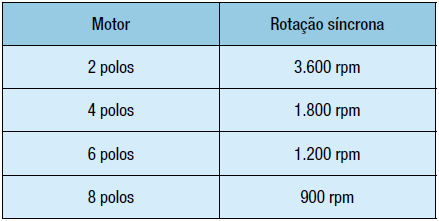 Motor Rotação síncrona
2 polos 3.600 rpm
4 polos 1.800 rpm
6 polos 1.200 rpm
8 polos 900 rpm